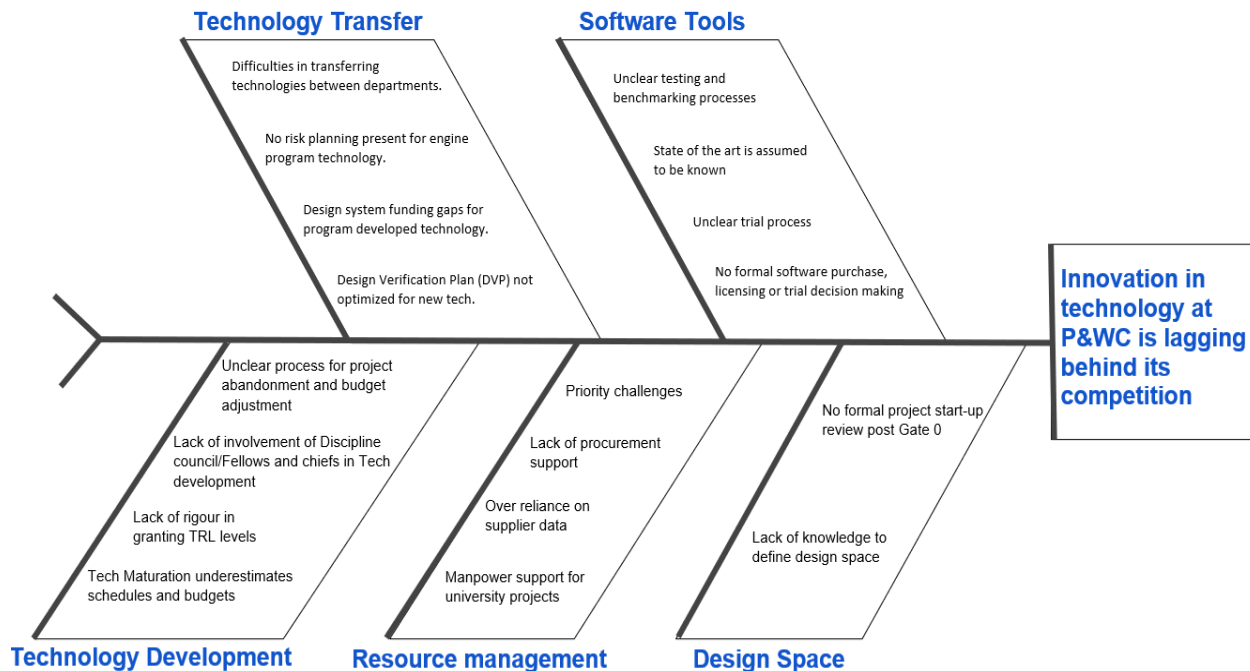 Technology Transfer
Difficulties in transferring
technologies between departments.
No risk planning present for engine
program technology.
Design system funding gaps for
program developed technology.
Design Verification Plan (DVP) not
optimized for new tech.
Software Tools
Unclear testing and
benchmarking processes
State of the art is assumed
to be known
Unclear trial process
No formal software purchase,
licensing or trial decision making
Innovation in
technology at
P&WC is lagging
behind its
competition
Unclear process for project
abandonment and budget
adjustment
Lack of involvement of Discipline
council/Fellows and chiefs in Tech
development
Lack of rigour in
granting TRL levels
Tech Maturation underestimates
schedules and budgets
Technology Development
Priority challenges
Lack of procurement
support
Over reliance on
supplier data
Manpower support for
university projects
Resource management
No formal project start-up
review post Gate 0
Lack of knowledge to
define design space
Design Space